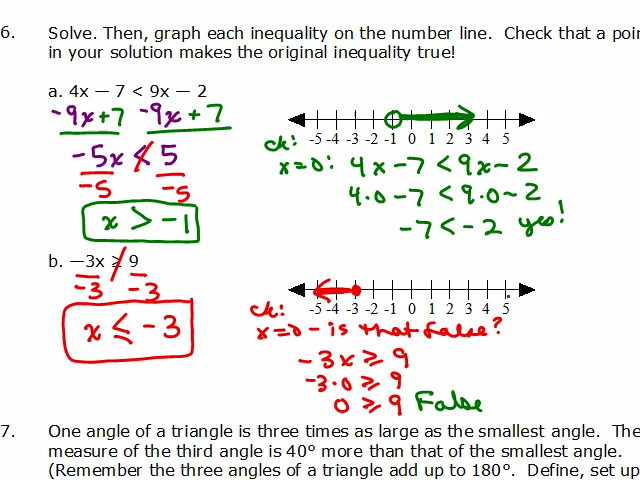 6. Solve. Then, graph each inequality on the number line. Check that a poi
in your solution makes the original inequality true!
a. 4x — 7 < 9x — 2
-9x+7 -9x+7
-5x < 5
-5 -5
x > -1
-5 -4 -3 -2 -1 0 1 2 3 4 5
ck:
x=0: 4x-7 < 9x-2
4·0-7 < 9·0-2
-7 < -2 yes!
b. —3x ≥ 9
-3 -3
x ≤ -3
-5 -4 -3 -2 -1 0 1 2 3 4 5
ck:
x=0 - is that false?
-3x ≥ 9
-3·0 ≥ 9
0 ≥ 9 False
7. One angle of a triangle is three times as large as the smallest angle. The
measure of the third angle is 40° more than that of the smallest angle.
(Remember the three angles of a triangle add up to 180°. Define, set up